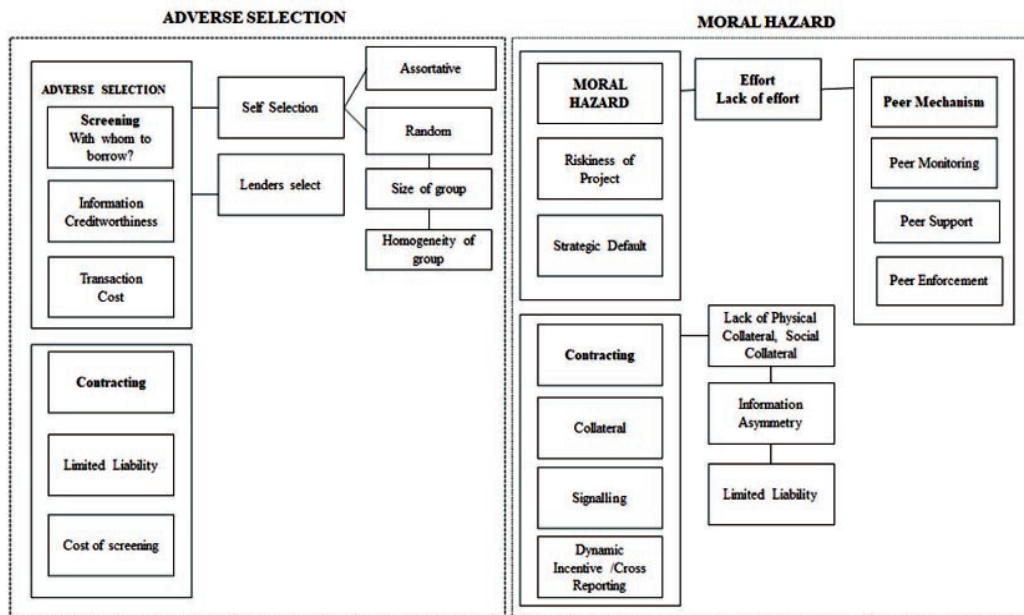 ADVERSE SELECTION
ADVERSE SELECTION
Screening
With whom to
borrow?
Information
Creditworthiness
Transaction
Cost
Self Selection
Lenders select
Assortative
Random
Size of group
Homogeneity of
group
Contracting
Limited Liability
Cost of screening
MORAL HAZARD
MORAL
HAZARD
Riskiness of
Project
Strategic Default
Effort
Lack of effort
Peer Mechanism
Peer Monitoring
Peer Support
Peer Enforcement
Contracting
Collateral
Signalling
Dynamic
Incentive /Cross
Reporting
Lack of Physical
Collateral, Social
Collateral
Information
Asymmetry
Limited Liability